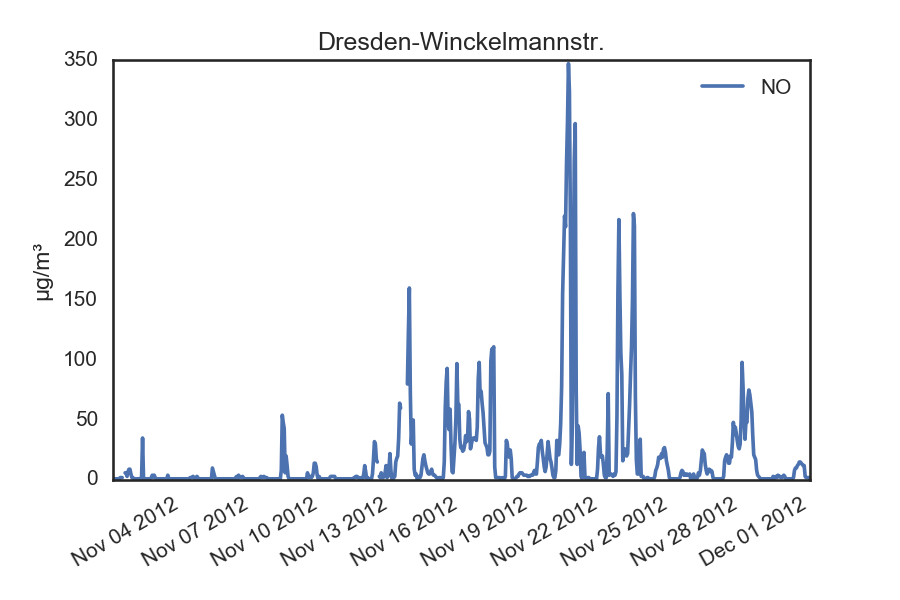 Dresden-Winckelmannstr.
NO
µg/m³
350
300
250
200
150
100
50
0
Nov 04 2012
Nov 07 2012
Nov 10 2012
Nov 13 2012
Nov 16 2012
Nov 19 2012
Nov 22 2012
Nov 25 2012
Nov 28 2012
Dec 01 2012